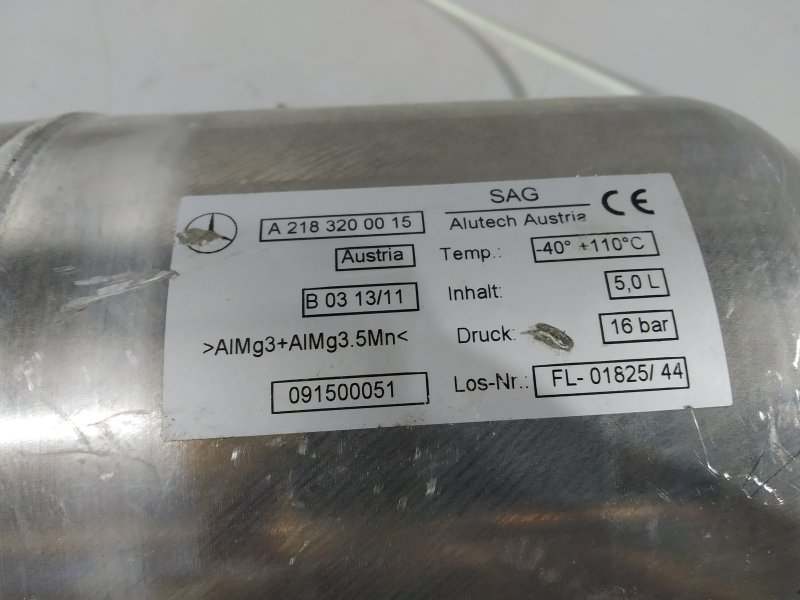 A 218 320 00 15
Austria
B 03 13/11
>AlMg3+AlMg3.5Mn<
091500051
SAG
Alutech Austria
CE
Temp.: -40° +110°C
Inhalt: 5,0 L
Druck: 16 bar
Los-Nr.: FL- 01825/ 44